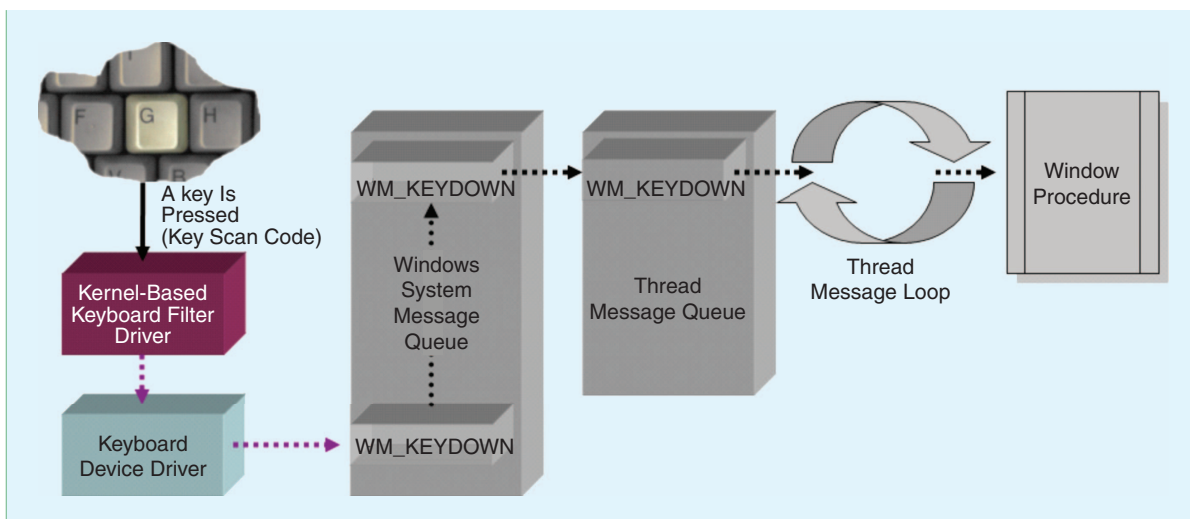 F
G
H
V
B
A key Is
Pressed
(Key Scan Code)
Kernel-Based
Keyboard Filter
Driver
Keyboard
Device Driver
WM_KEYDOWN
Windows
System
Message
Queue
WM_KEYDOWN
WM_KEYDOWN
Thread
Message Queue
Thread
Message Loop
Window
Procedure